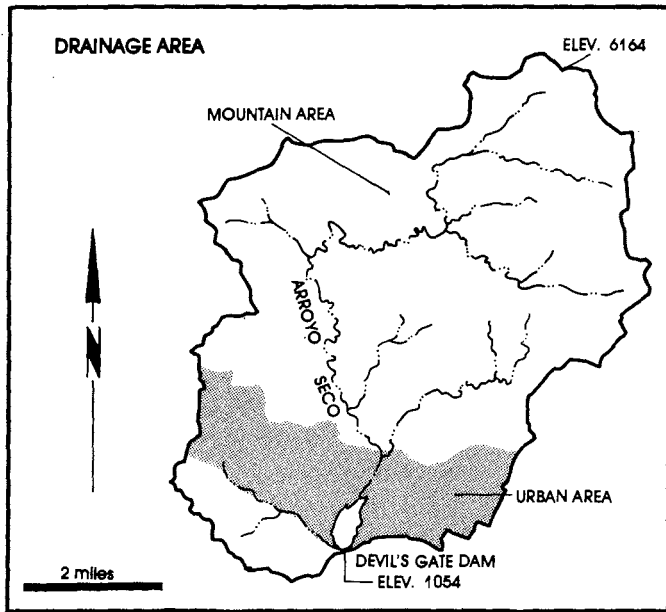 DRAINAGE AREA
ELEV. 6164
MOUNTAIN AREA
N
ARROYO
SECO
URBAN AREA
DEVIL'S GATE DAM
ELEV. 1054
2 miles